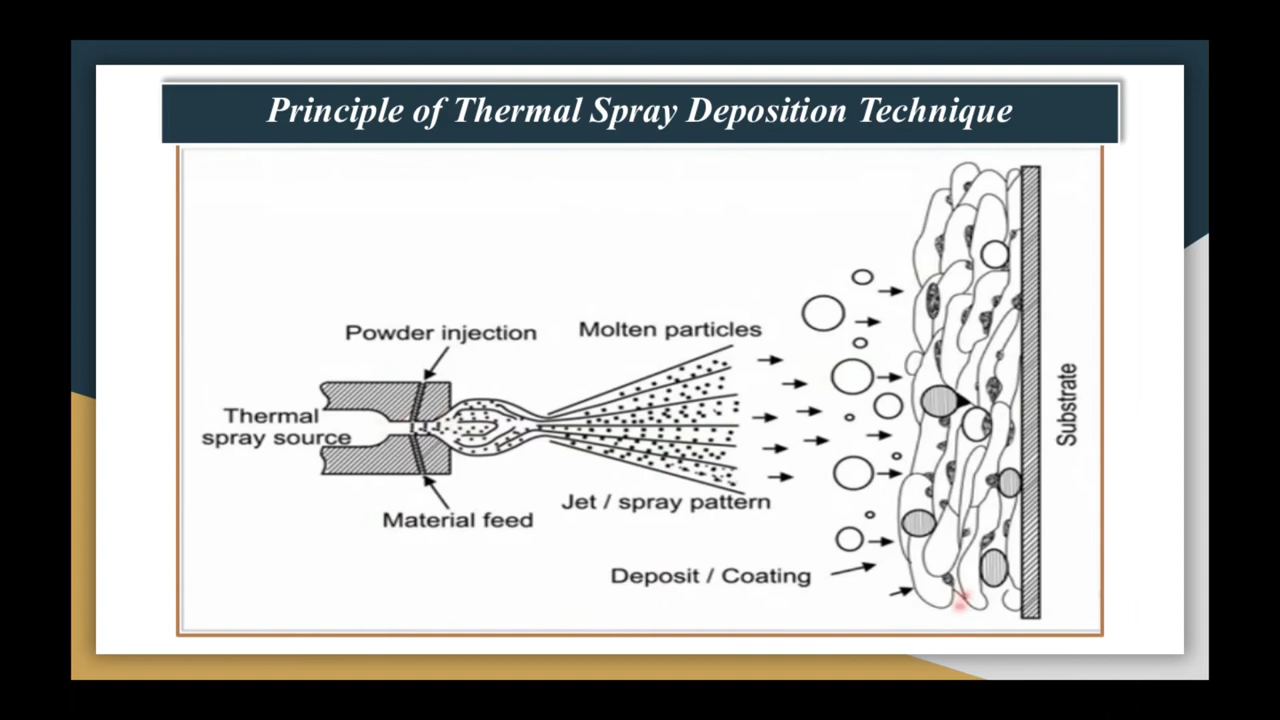 Principle of Thermal Spray Deposition Technique
Powder injection
Molten particles
Thermal
spray source
Substrate
Jet / spray pattern
Material feed
Deposit / Coating